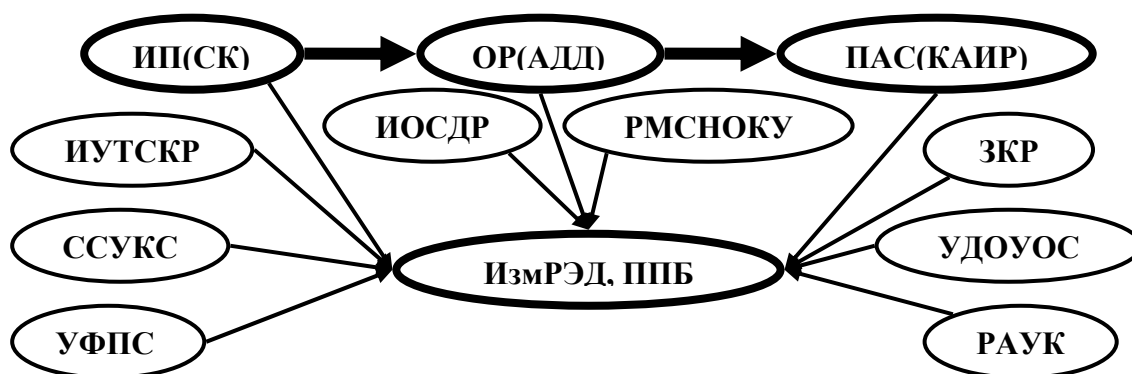 ИП(СК)
ОР(АДД)
ПАС(КАИР)
ИОСДР
РМСНОКУ
ИУТСКР
ЗКР
ССУКС
ИзмРЭД, ППБ
УДОУОС
УФПС
РАУК